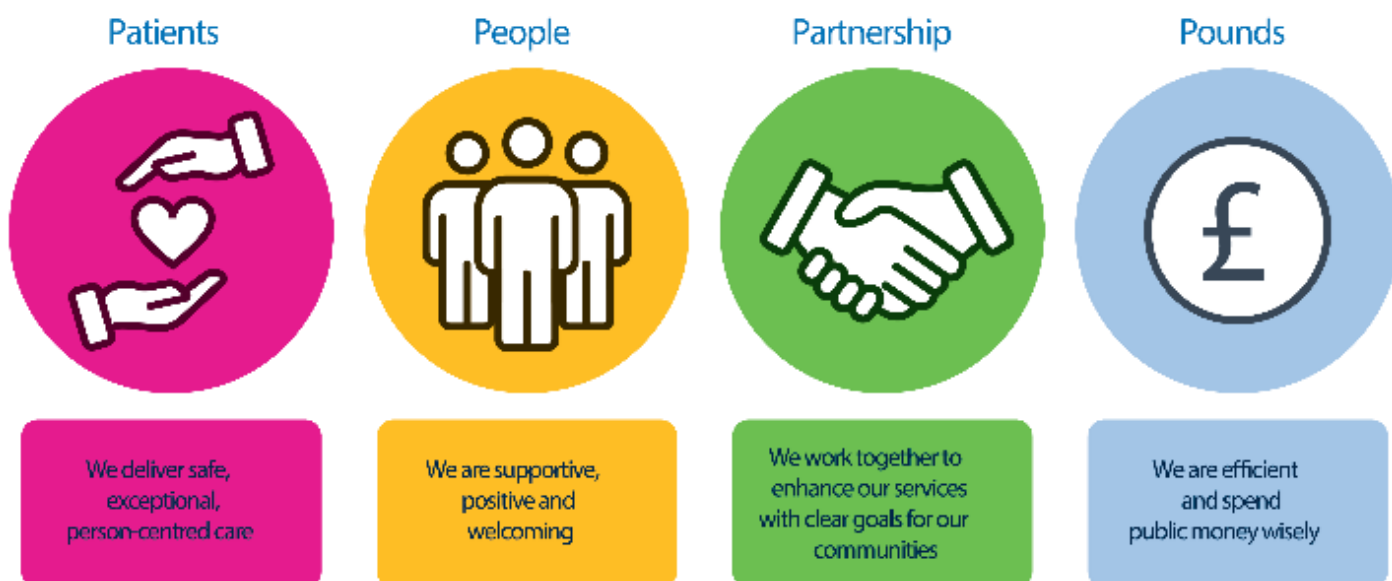 Patients
People
Partnership
Pounds
£
We deliver safe,
exceptional,
person-centred care
We are supportive,
positive and
welcoming
We work together to
enhance our services
with clear goals for our
communities
We are efficient
and spend
public money wisely